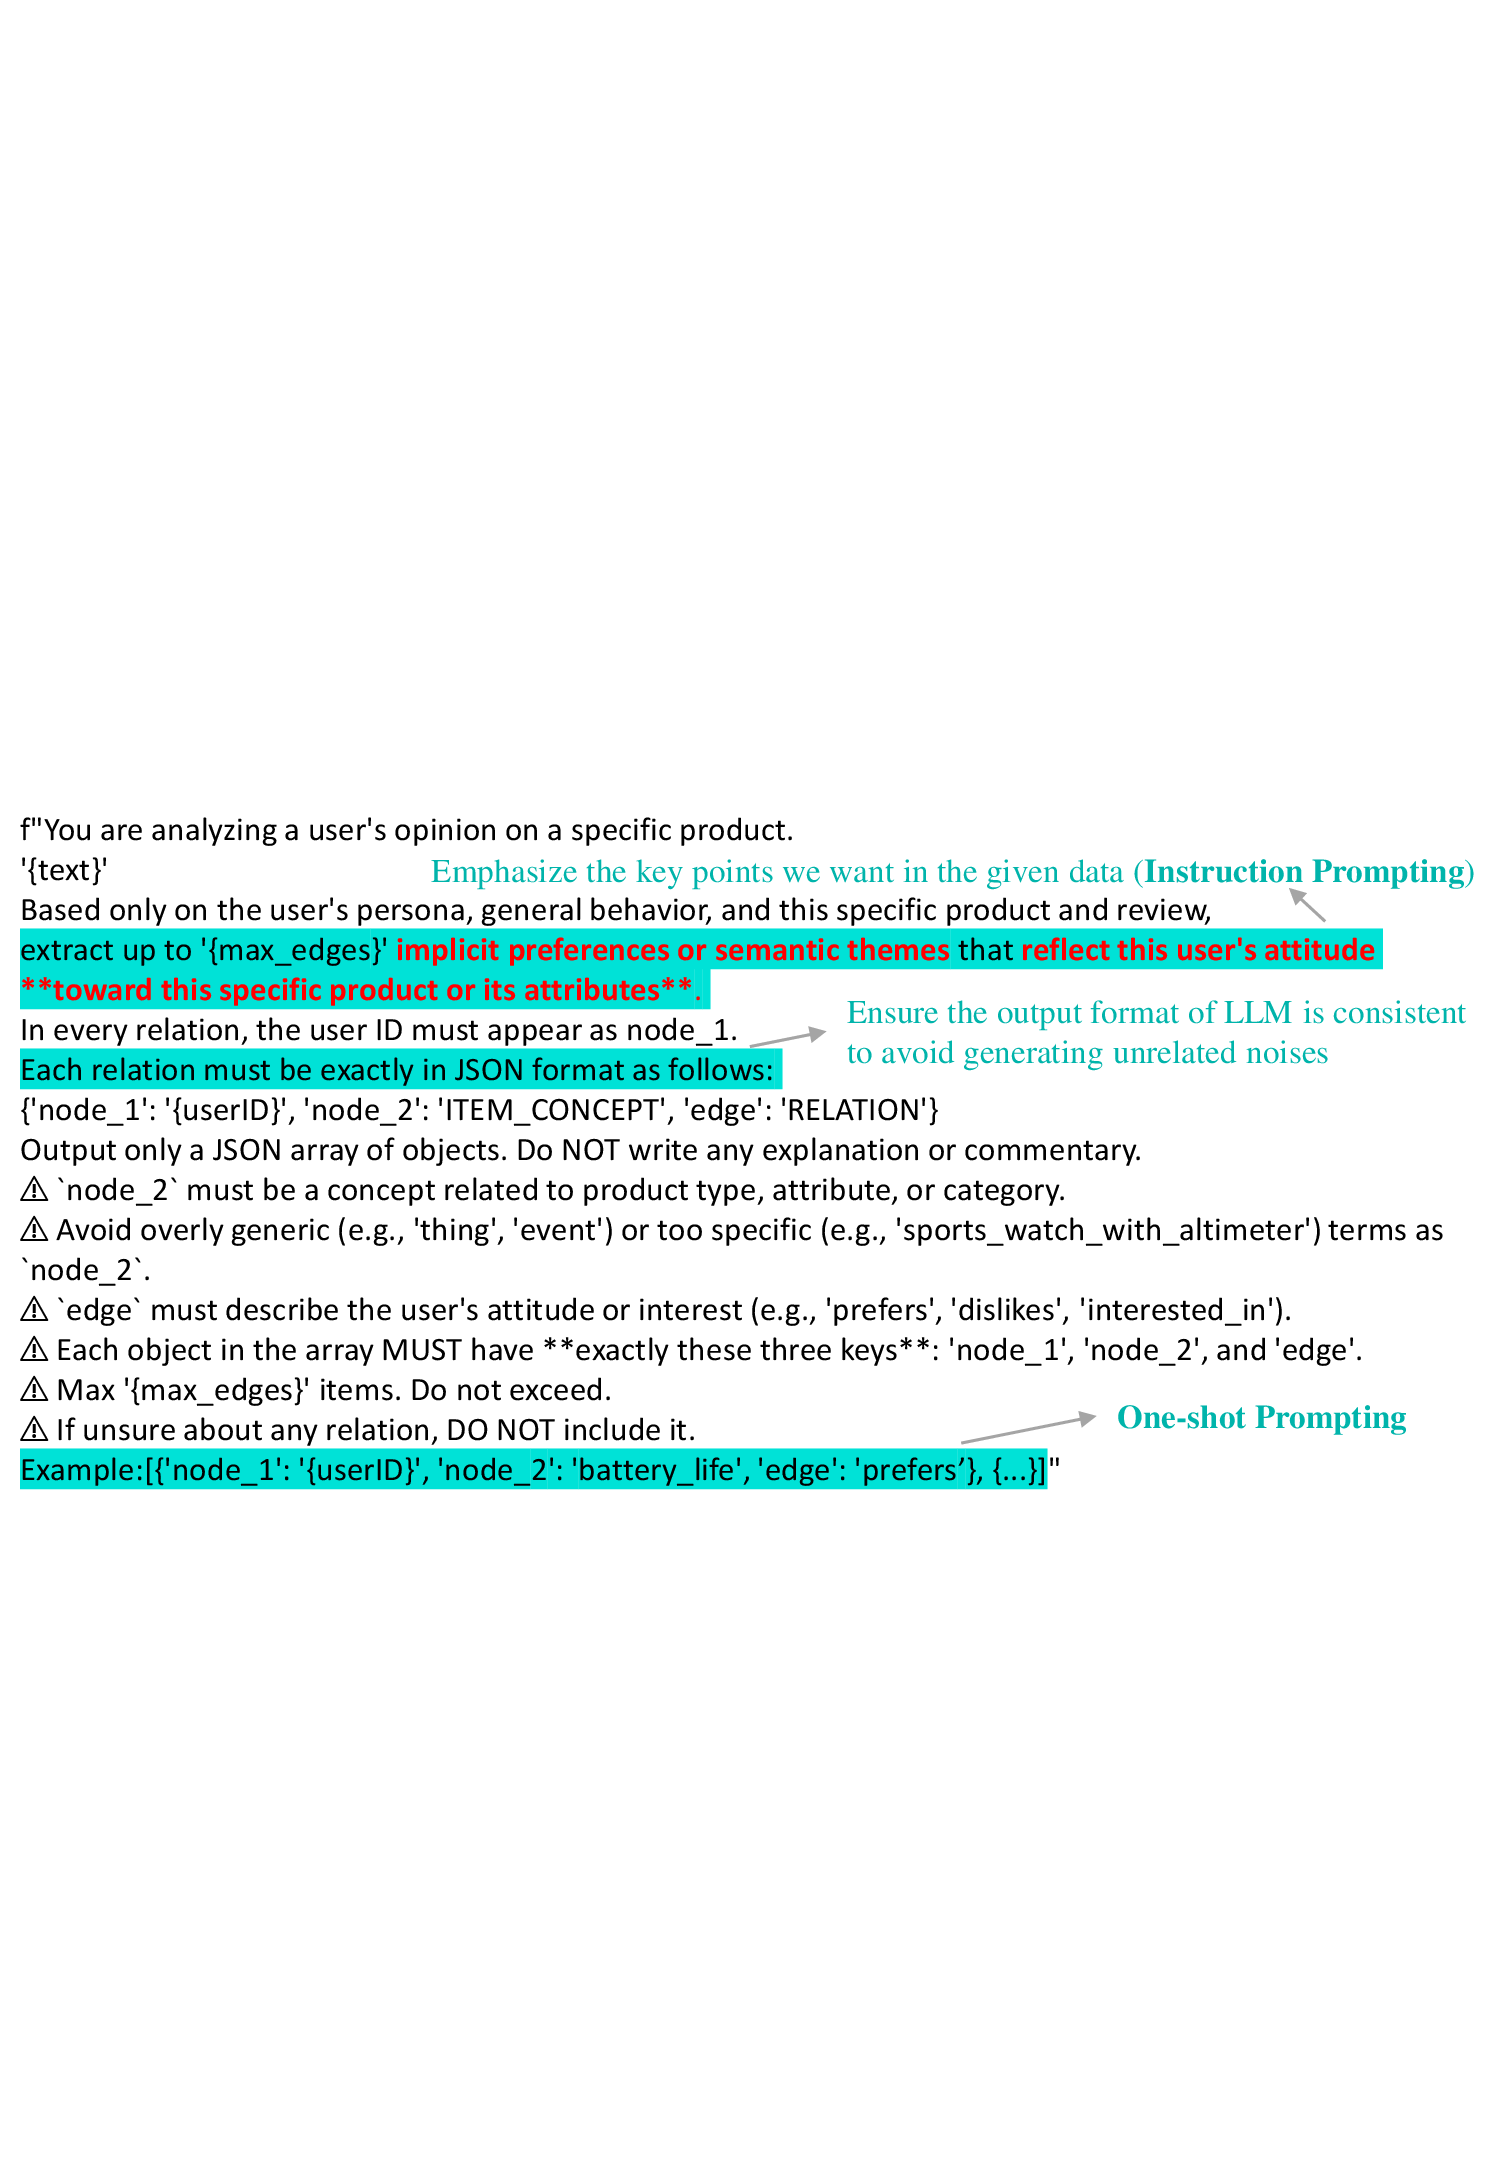 f"You are analyzing a user's opinion on a specific product.
'{text}'
Emphasize the key points we want in the given data (Instruction Prompting)
Based only on the user's persona, general behavior, and this specific product and review,
extract up to '{max_edges}' implicit preferences or semantic themes that reflect this user's attitude
**toward this specific product or its attributes**.
In every relation, the user ID must appear as node_1.
Ensure the output format of LLM is consistent
to avoid generating unrelated noises
Each relation must be exactly in JSON format as follows:
{'node_1': '{userID}', 'node_2': 'ITEM_CONCEPT', 'edge': 'RELATION'}
Output only a JSON array of objects. Do NOT write any explanation or commentary.
⚠ `node_2` must be a concept related to product type, attribute, or category.
⚠ Avoid overly generic (e.g., 'thing', 'event') or too specific (e.g., 'sports_watch_with_altimeter') terms as
`node_2`.
⚠ `edge` must describe the user's attitude or interest (e.g., 'prefers', 'dislikes', 'interested_in').
⚠ Each object in the array MUST have **exactly these three keys**: 'node_1', 'node_2', and 'edge'.
⚠ Max '{max_edges}' items. Do not exceed.
⚠ If unsure about any relation, DO NOT include it.
One-shot Prompting
Example:[{'node_1': '{userID}', 'node_2': 'battery_life', 'edge': 'prefers’}, {...}]"